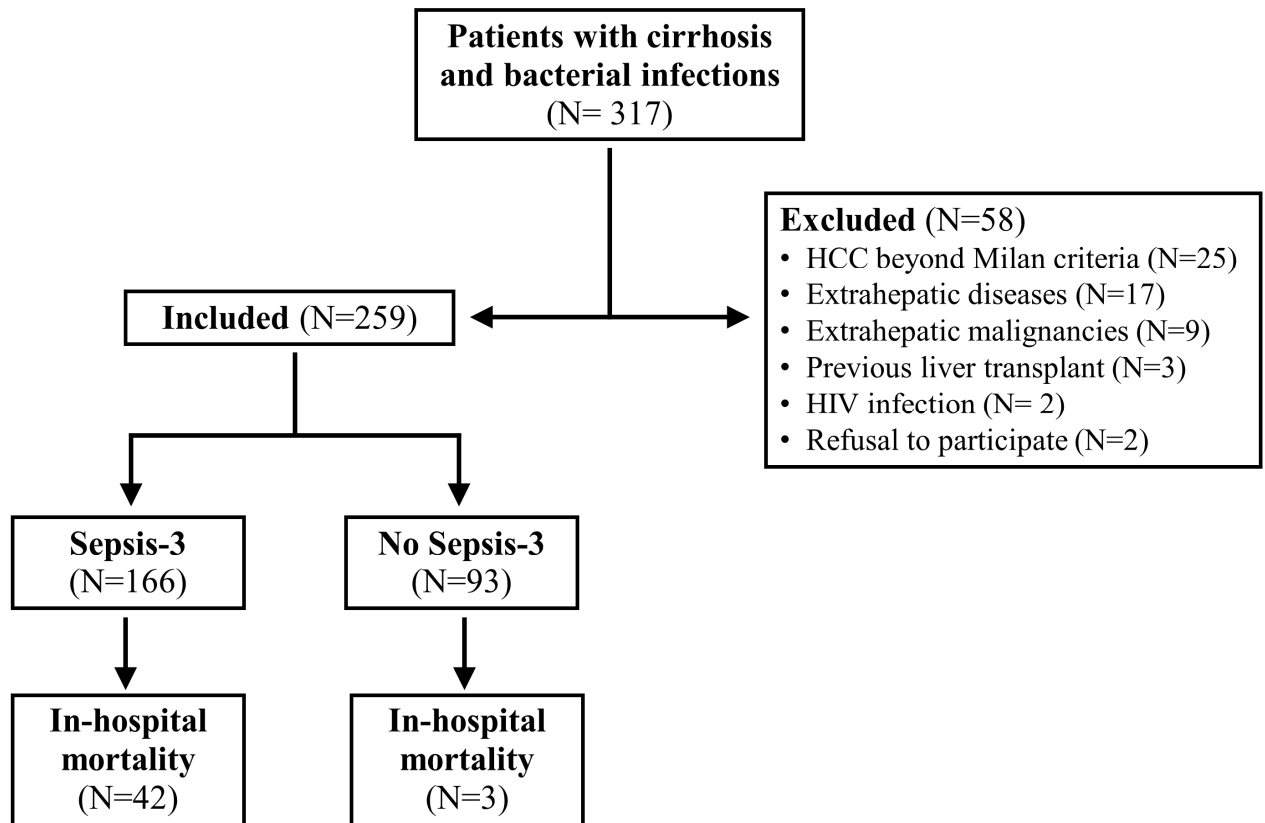 Patients with cirrhosis
and bacterial infections
(N= 317)
Excluded (N=58)
• HCC beyond Milan criteria (N=25)
• Extrahepatic diseases (N=17)
• Extrahepatic malignancies (N=9)
• Previous liver transplant (N=3)
• HIV infection (N= 2)
• Refusal to participate (N=2)
Included (N=259)
Sepsis-3
(N=166)
No Sepsis-3
(N=93)
In-hospital
mortality
(N=42)
In-hospital
mortality
(N=3)